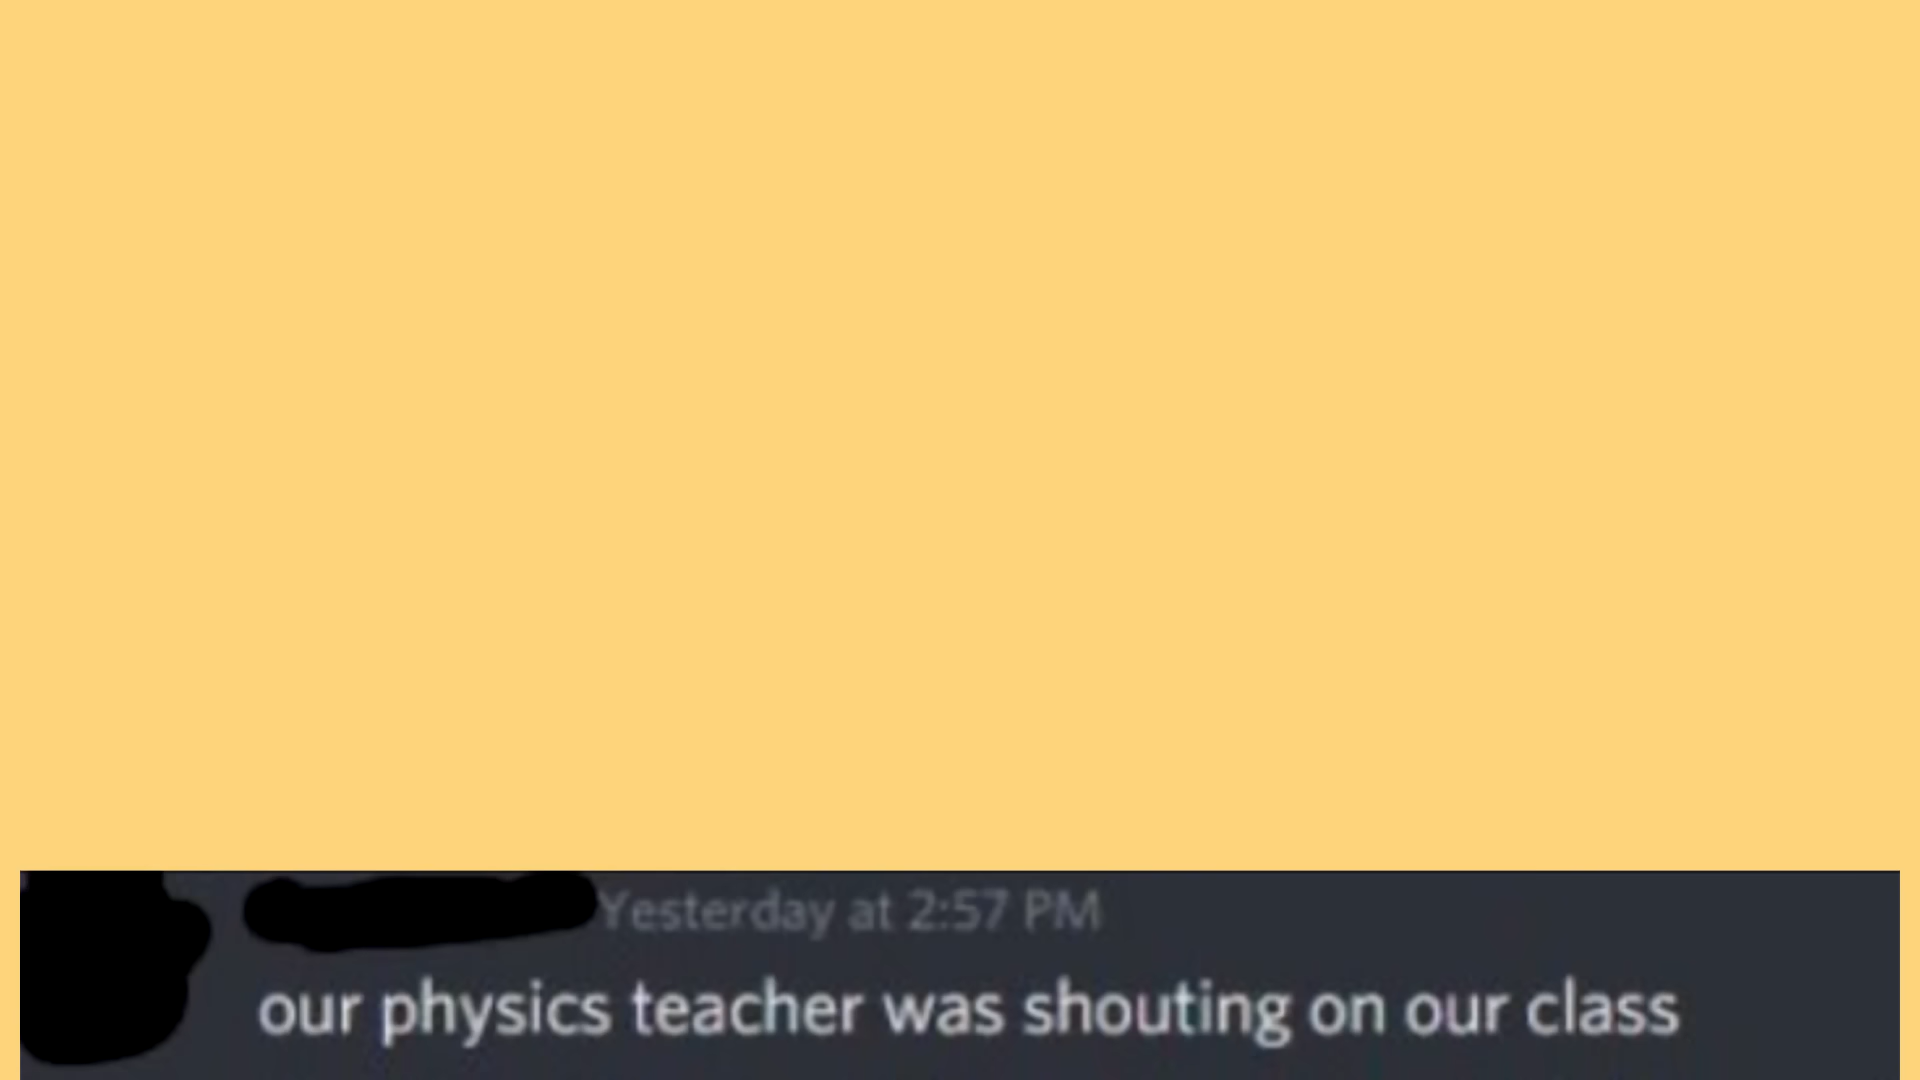 Yesterday at 2:57 PM
our physics teacher was shouting on our class